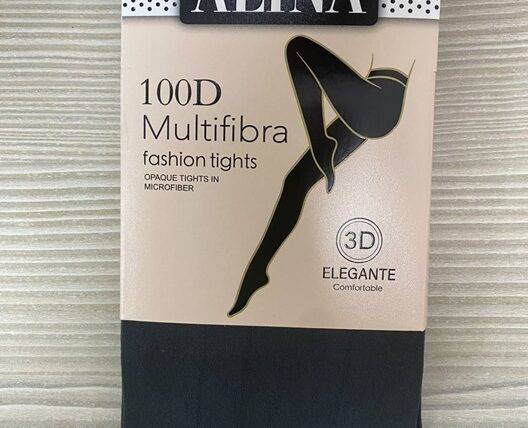 ALINA
100D
Multifibra
fashion tights
OPAQUE TIGHTS IN
MICROFIBER
3D
ELEGANTE
Comfortable